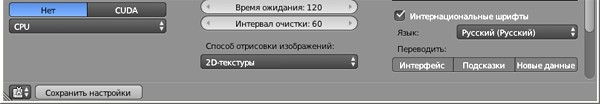 Нет CUDA
CPU
Время ожидания: 120
Интервал очистки: 60
Способ отрисовки изображений:
2D-текстуры
Интернациональные шрифты
Язык: Русский (Русский)
Переводить:
Интерфейс Подсказки Новые данные
Сохранить настройки